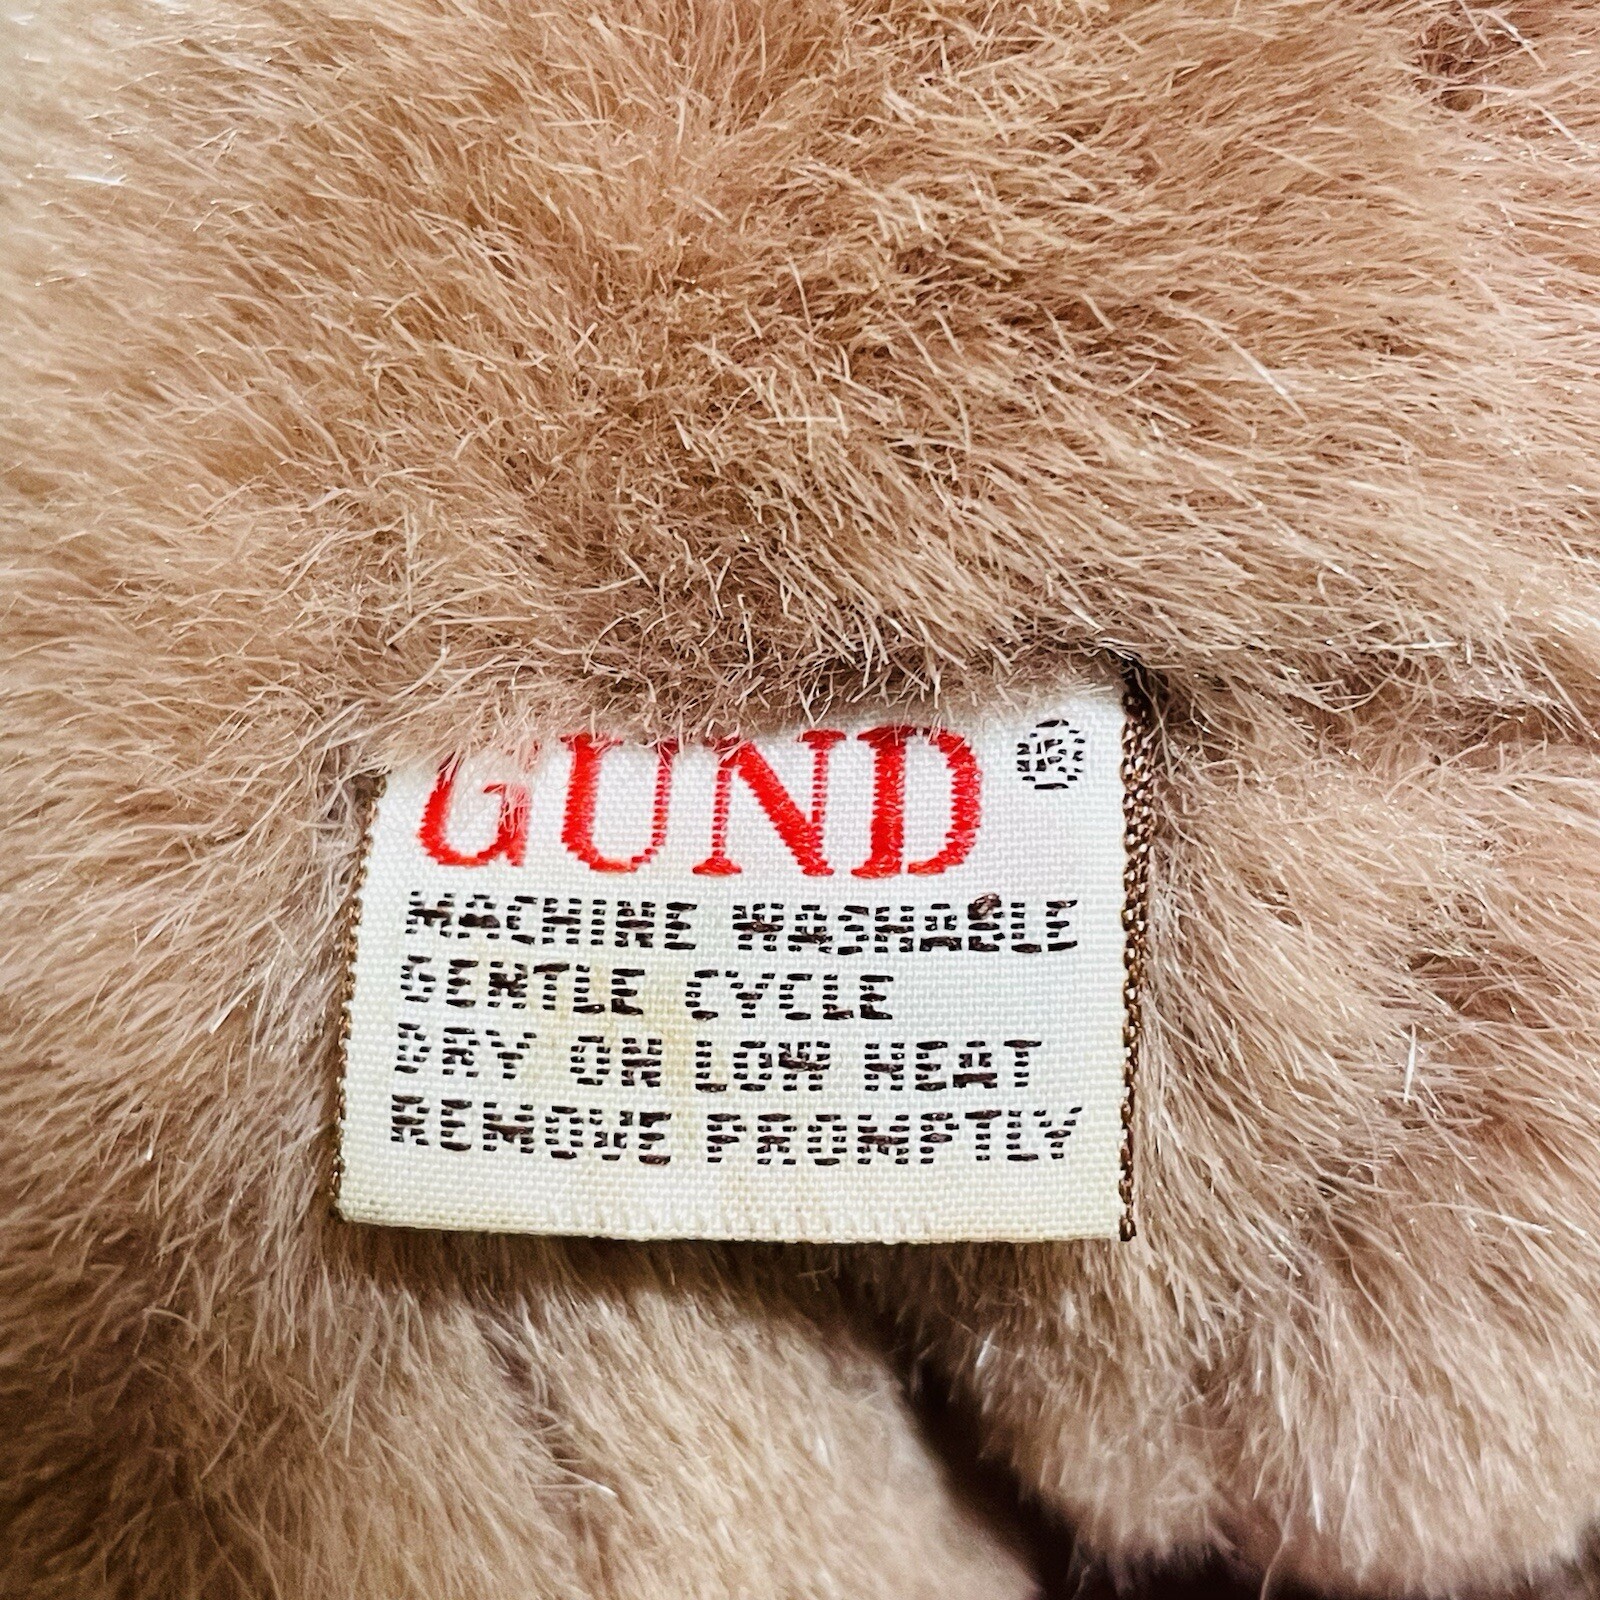 GUND ®
MACHINE WASHABLE
GENTLE CYCLE
DRY ON LOW HEAT
REMOVE PROMPTLY